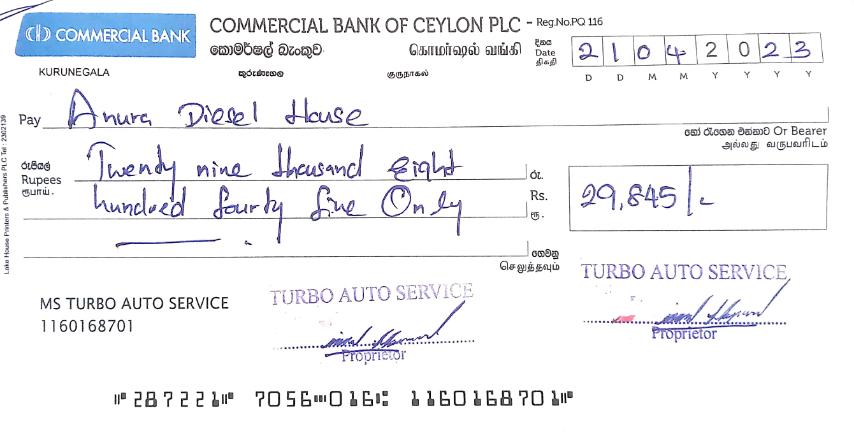 COMMERCIAL BANK
COMMERCIAL BANK OF CEYLON PLC - Reg.No.PQ 116
කොමර්ෂල් බැංකුව கொமர்ஷல் வங்கி
දිනය
Date
திகதி
21042023
D D M M Y Y Y Y
KURUNEGALA කුරුණෑගල குருநாகல்
Pay Anura Diesel House
හෝ රැගෙන එන්නාට Or Bearer
அல்லது வருபவரிடம்
රුපියල්
Rupees
ரூபாய்.
Twenty nine thousand Eight
hundred fourty five Only
රු.
Rs.
ரூ.
29,845/-
ගෙවනු
செலுத்தவும்
MS TURBO AUTO SERVICE
1160168701
TURBO AUTO SERVICE
Proprietor
TURBO AUTO SERVICE
Proprietor
Lake House Printers & Publishers PLC Tel : 2302139
⑈287221⑈ 7056⑉016⑆ 1160168701⑈